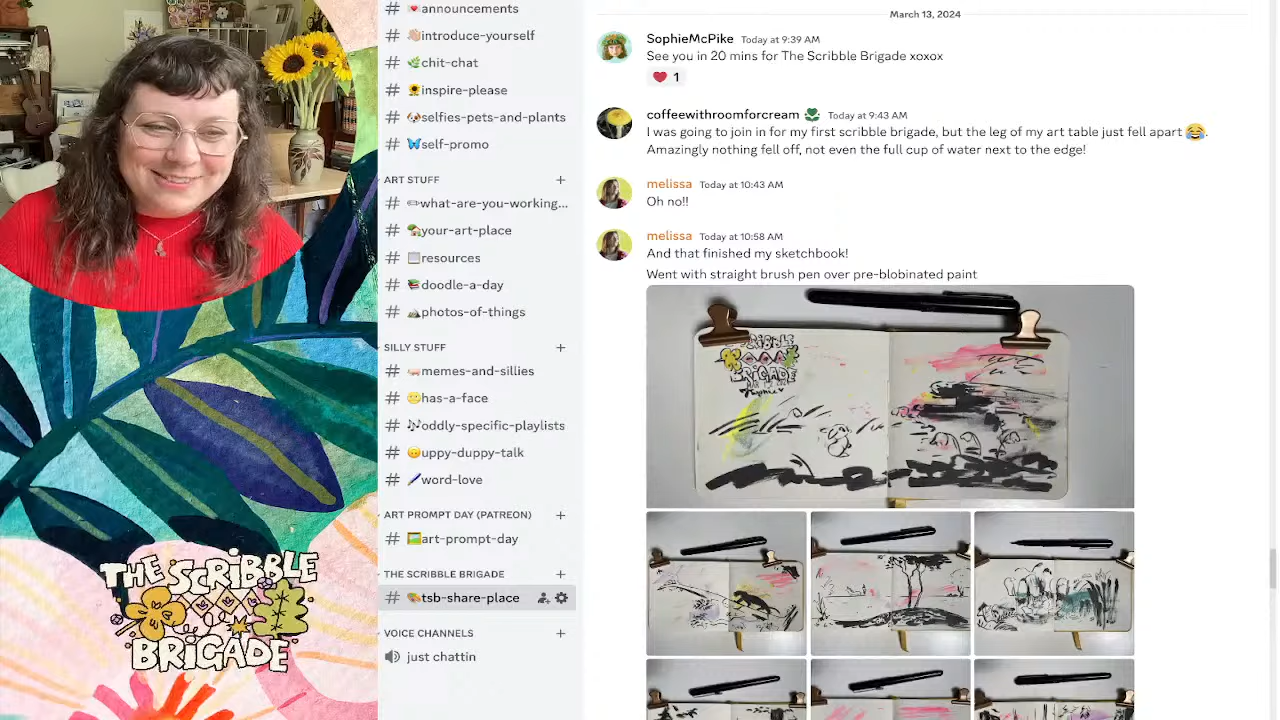 # 💌announcements
# 👋🏼introduce-yourself
# 🌿chit-chat
# 🌻inspire-please
# 🐶selfies-pets-and-plants
# 🦋self-promo
ART STUFF +
# ✏what-are-you-working...
# 🏡your-art-place
# 📋resources
# 📚doodle-a-day
# 🏔️photos-of-things
SILLY STUFF +
# 🐖memes-and-sillies
# 🌝has-a-face
# 🎶oddly-specific-playlists
# 🙃uppy-duppy-talk
# 🖊️word-love
ART PROMPT DAY (PATREON) +
# 🖼️art-prompt-day
THE SCRIBBLE BRIGADE +
# 🎨tsb-share-place
VOICE CHANNELS +
just chattin
March 13, 2024
SophieMcPike Today at 9:39 AM
See you in 20 mins for The Scribble Brigade xoxox
❤️ 1
coffeewithroomforcream Today at 9:43 AM
I was going to join in for my first scribble brigade, but the leg of my art table just fell apart 😂.
Amazingly nothing fell off, not even the full cup of water next to the edge!
melissa Today at 10:43 AM
Oh no!!
melissa Today at 10:58 AM
And that finished my sketchbook!
Went with straight brush pen over pre-blobinated paint
SCRIBBLE
BRIGADE
THE SCRIBBLE
BRIGADE